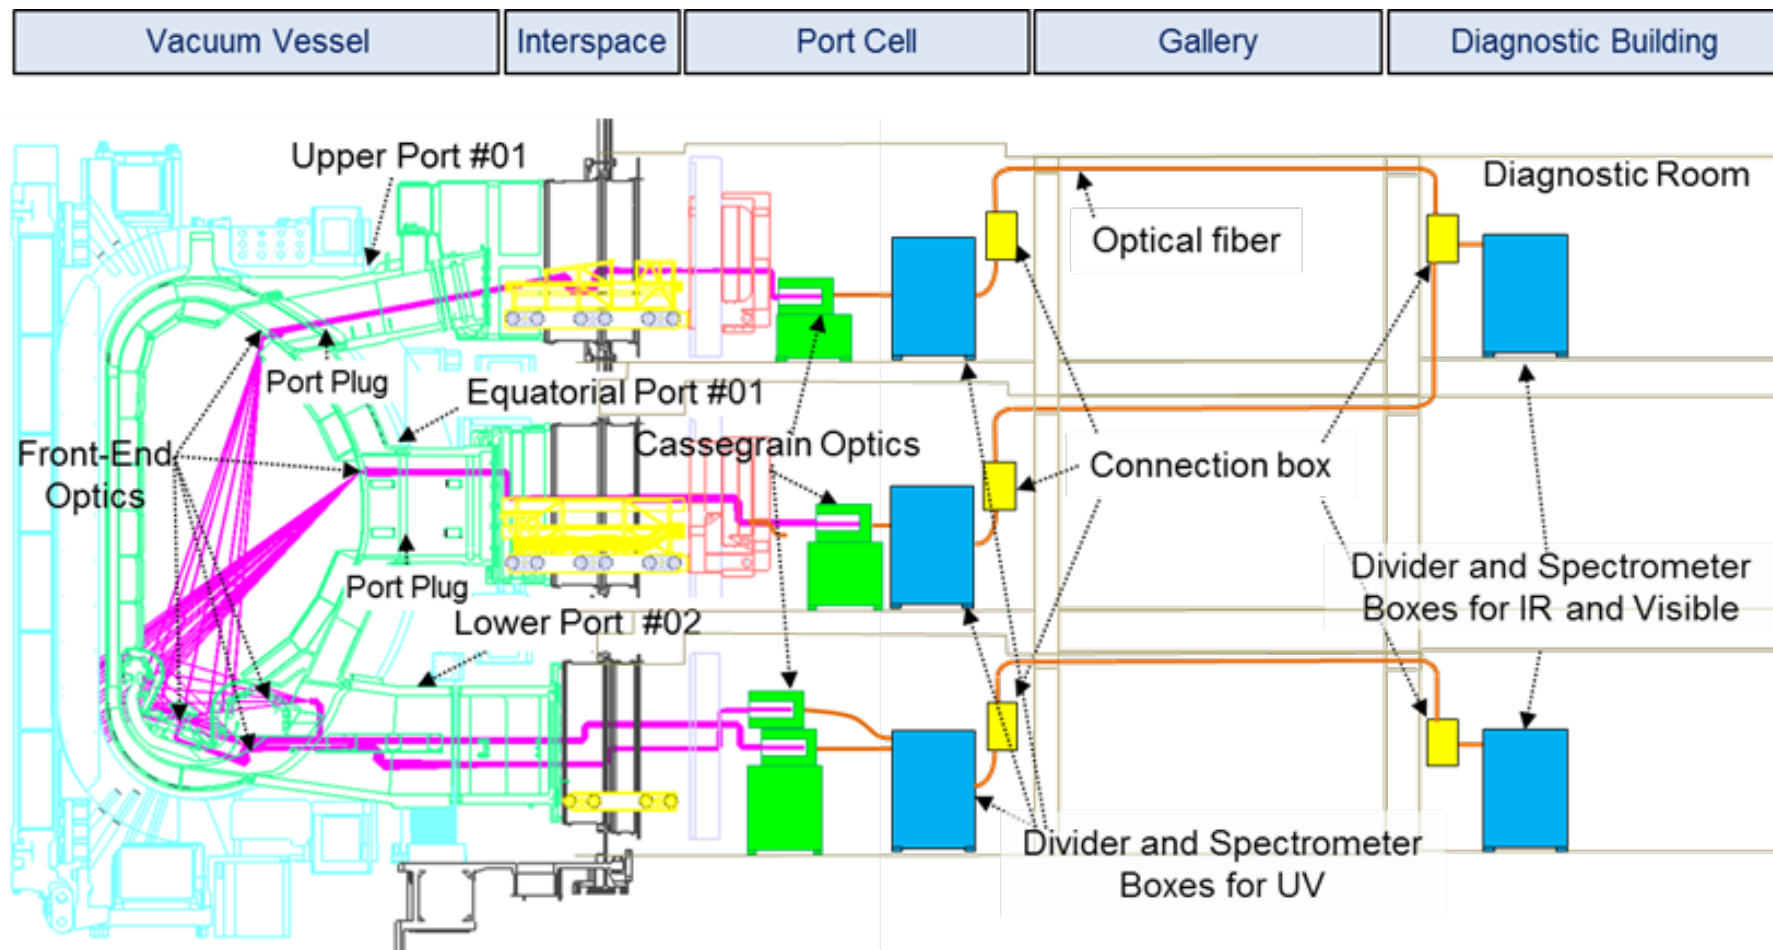 Vacuum Vessel
Interspace
Port Cell
Gallery
Diagnostic Building
Upper Port #01
Diagnostic Room
Optical fiber
Port Plug
Equatorial Port #01
Cassegrain Optics
Front-End
Optics
Connection box
Port Plug
Divider and Spectrometer
Boxes for IR and Visible
Lower Port #02
Divider and Spectrometer
Boxes for UV